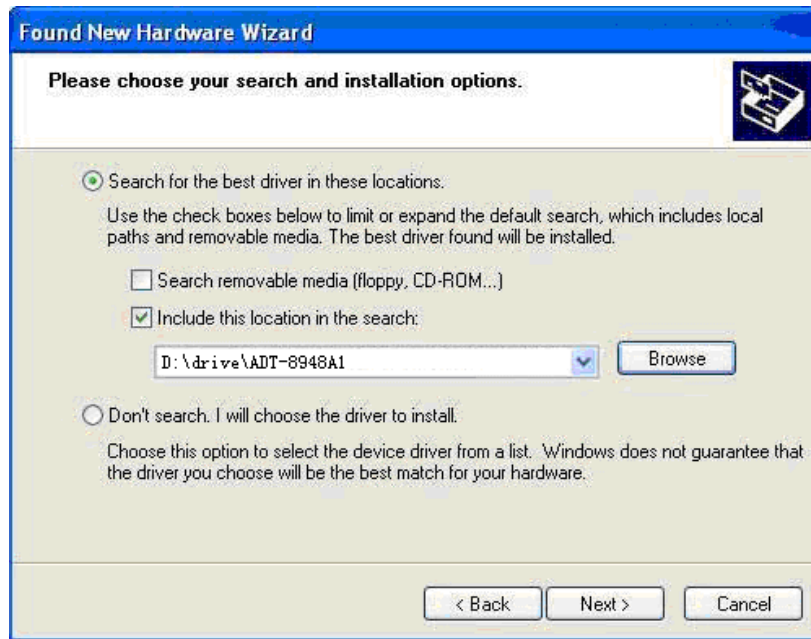 Found New Hardware Wizard
Please choose your search and installation options.
Search for the best driver in these locations.
Use the check boxes below to limit or expand the default search, which includes local
paths and removable media. The best driver found will be installed.
Search removable media (floppy, CD-ROM...)
Include this location in the search:
D:\drive\ADT-8948A1
Browse
Don't search. I will choose the driver to install.
Choose this option to select the device driver from a list. Windows does not guarantee that
the driver you choose will be the best match for your hardware.
< Back
Next >
Cancel